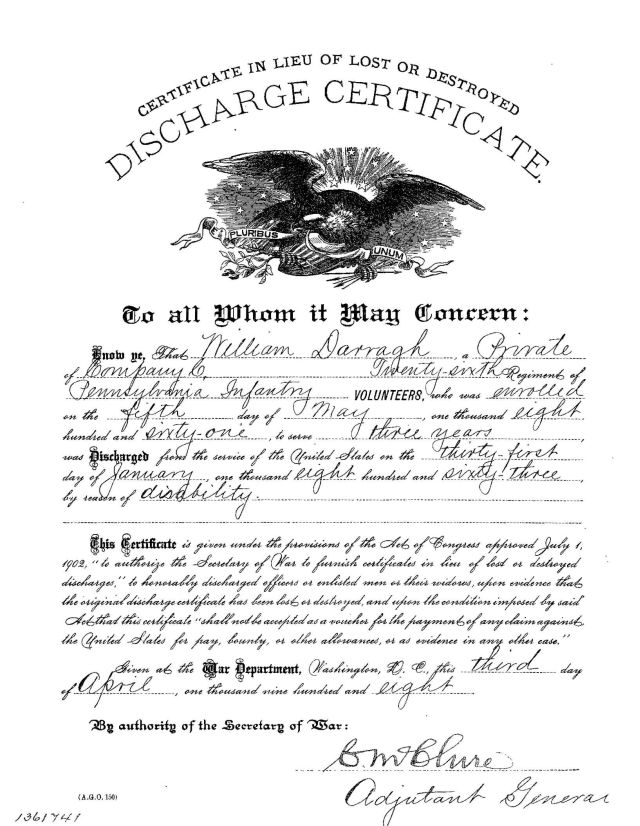 CERTIFICATE IN LIEU OF LOST OR DESTROYED
DISCHARGE CERTIFICATE.
PLURIBUS
UNUM
To all Whom it May Concern:
Know ye, That William Darragh, a Private
of Company C, Twenty-sixth Regiment of
Pennsylvania Infantry VOLUNTEERS, who was enrolled
on the fifth day of May, one thousand eight
hundred and sixty-one, to serve three years
was Discharged from the service of the United States on the thirty-first
day of January, one thousand eight hundred and sixty-three,
by reason of disability.
This Certificate is given under the provisions of the Act of Congress approved July 1,
1902, "to authorize the Secretary of War to furnish certificates in lieu of lost or destroyed
discharges," to honorably discharged officers or enlisted men or their widows, upon evidence that
the original discharge certificate has been lost or destroyed, and upon the condition imposed by said
Act that this certificate "shall not be accepted as a voucher for the payment of any claim against
the United States for pay, bounty, or other allowances, or as evidence in any other case."
Given at the War Department, Washington, D. C., this third day
of April, one thousand nine hundred and eight.
By authority of the Secretary of War:
C McClure
Adjutant General
(A.G.O. 150)
1361741